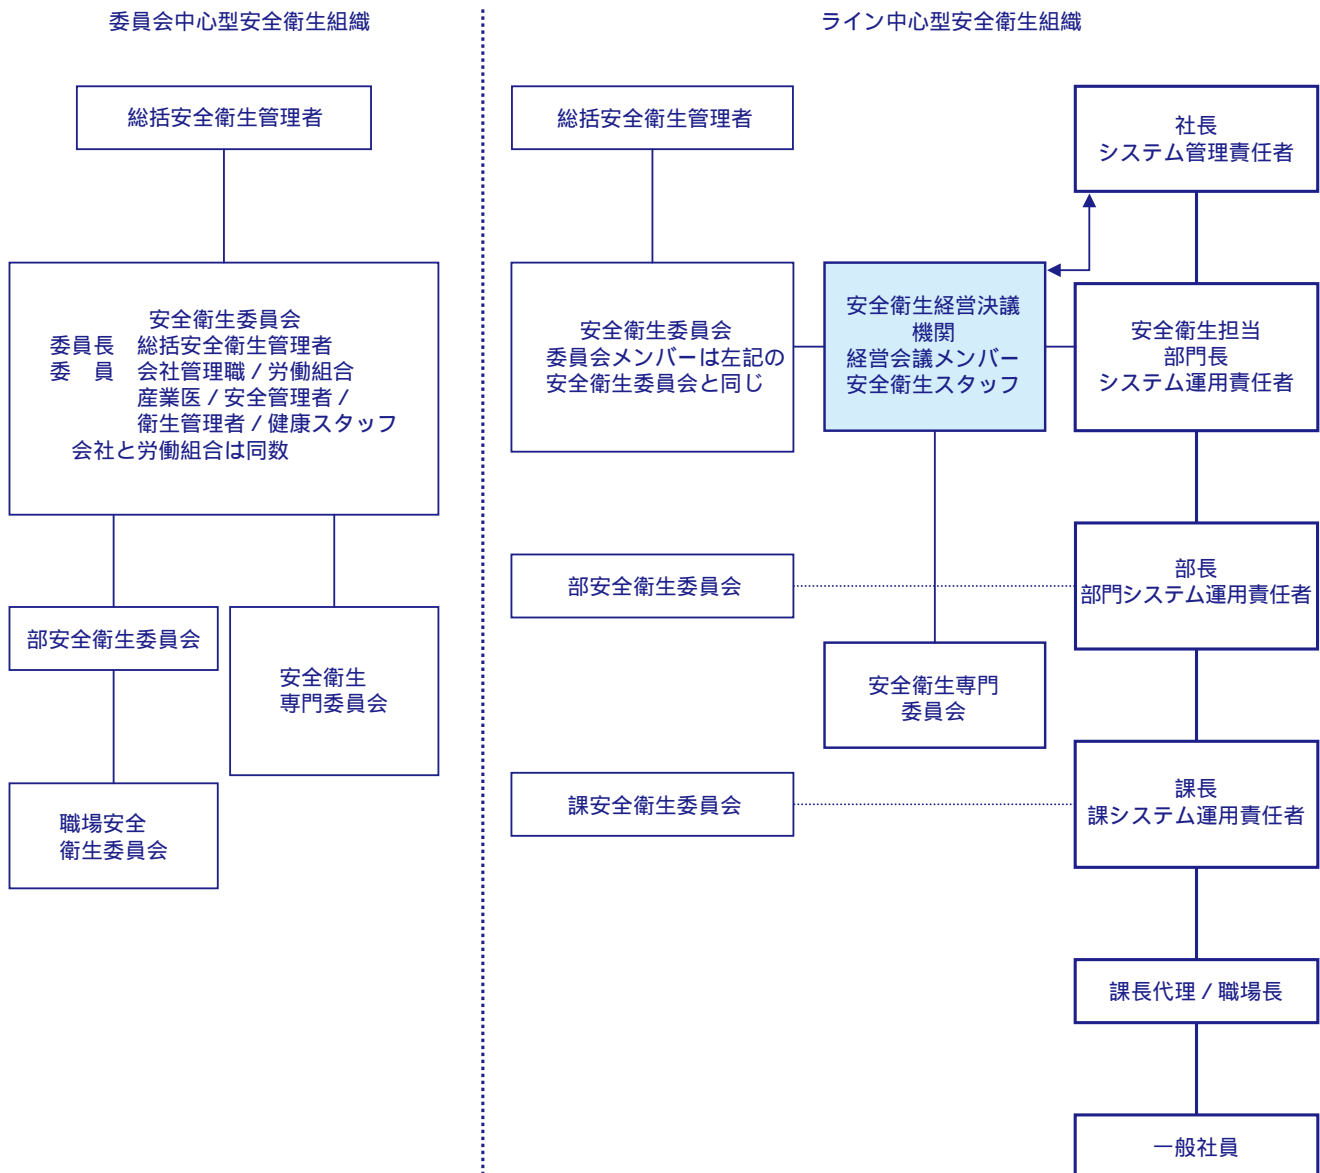 委員会中心型安全衛生組織
総括安全衛生管理者
安全衛生委員会
委員長 総括安全衛生管理者
委 員 会社管理職 / 労働組合
産業医 / 安全管理者 /
衛生管理者 / 健康スタッフ
会社と労働組合は同数
部安全衛生委員会
安全衛生
専門委員会
職場安全
衛生委員会
ライン中心型安全衛生組織
総括安全衛生管理者
安全衛生委員会
委員会メンバーは左記の
安全衛生委員会と同じ
安全衛生経営決議
機関
経営会議メンバー
安全衛生スタッフ
部安全衛生委員会
安全衛生専門
委員会
課安全衛生委員会
社長
システム管理責任者
安全衛生担当
部門長
システム運用責任者
部長
部門システム運用責任者
課長
課システム運用責任者
課長代理 / 職場長
一般社員